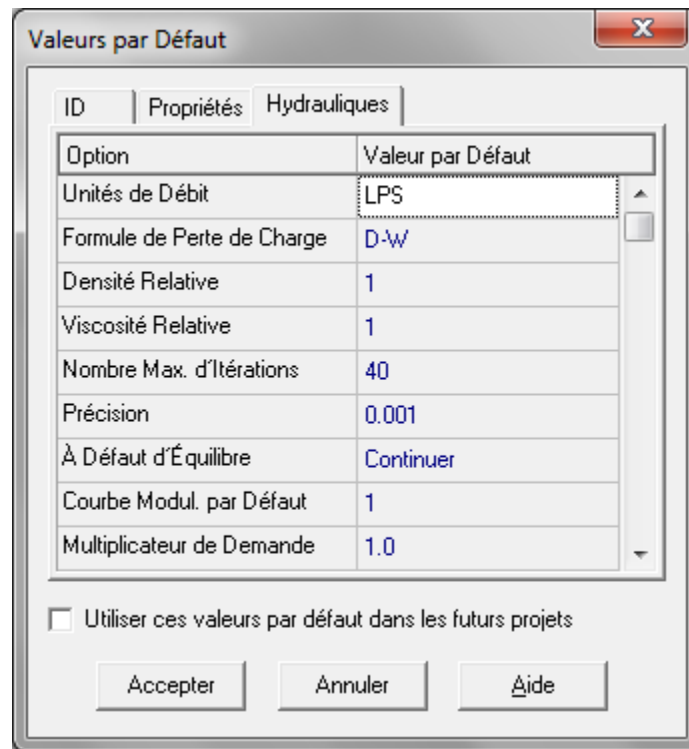 Valeurs par Défaut
ID Propriétés Hydrauliques
Option Valeur par Défaut
Unités de Débit LPS
Formule de Perte de Charge D-W
Densité Relative 1
Viscosité Relative 1
Nombre Max. d´Itérations 40
Précision 0.001
À Défaut d´Équilibre Continuer
Courbe Modul. par Défaut 1
Multiplicateur de Demande 1.0
Utiliser ces valeurs par défaut dans les futurs projets
Accepter Annuler Aide